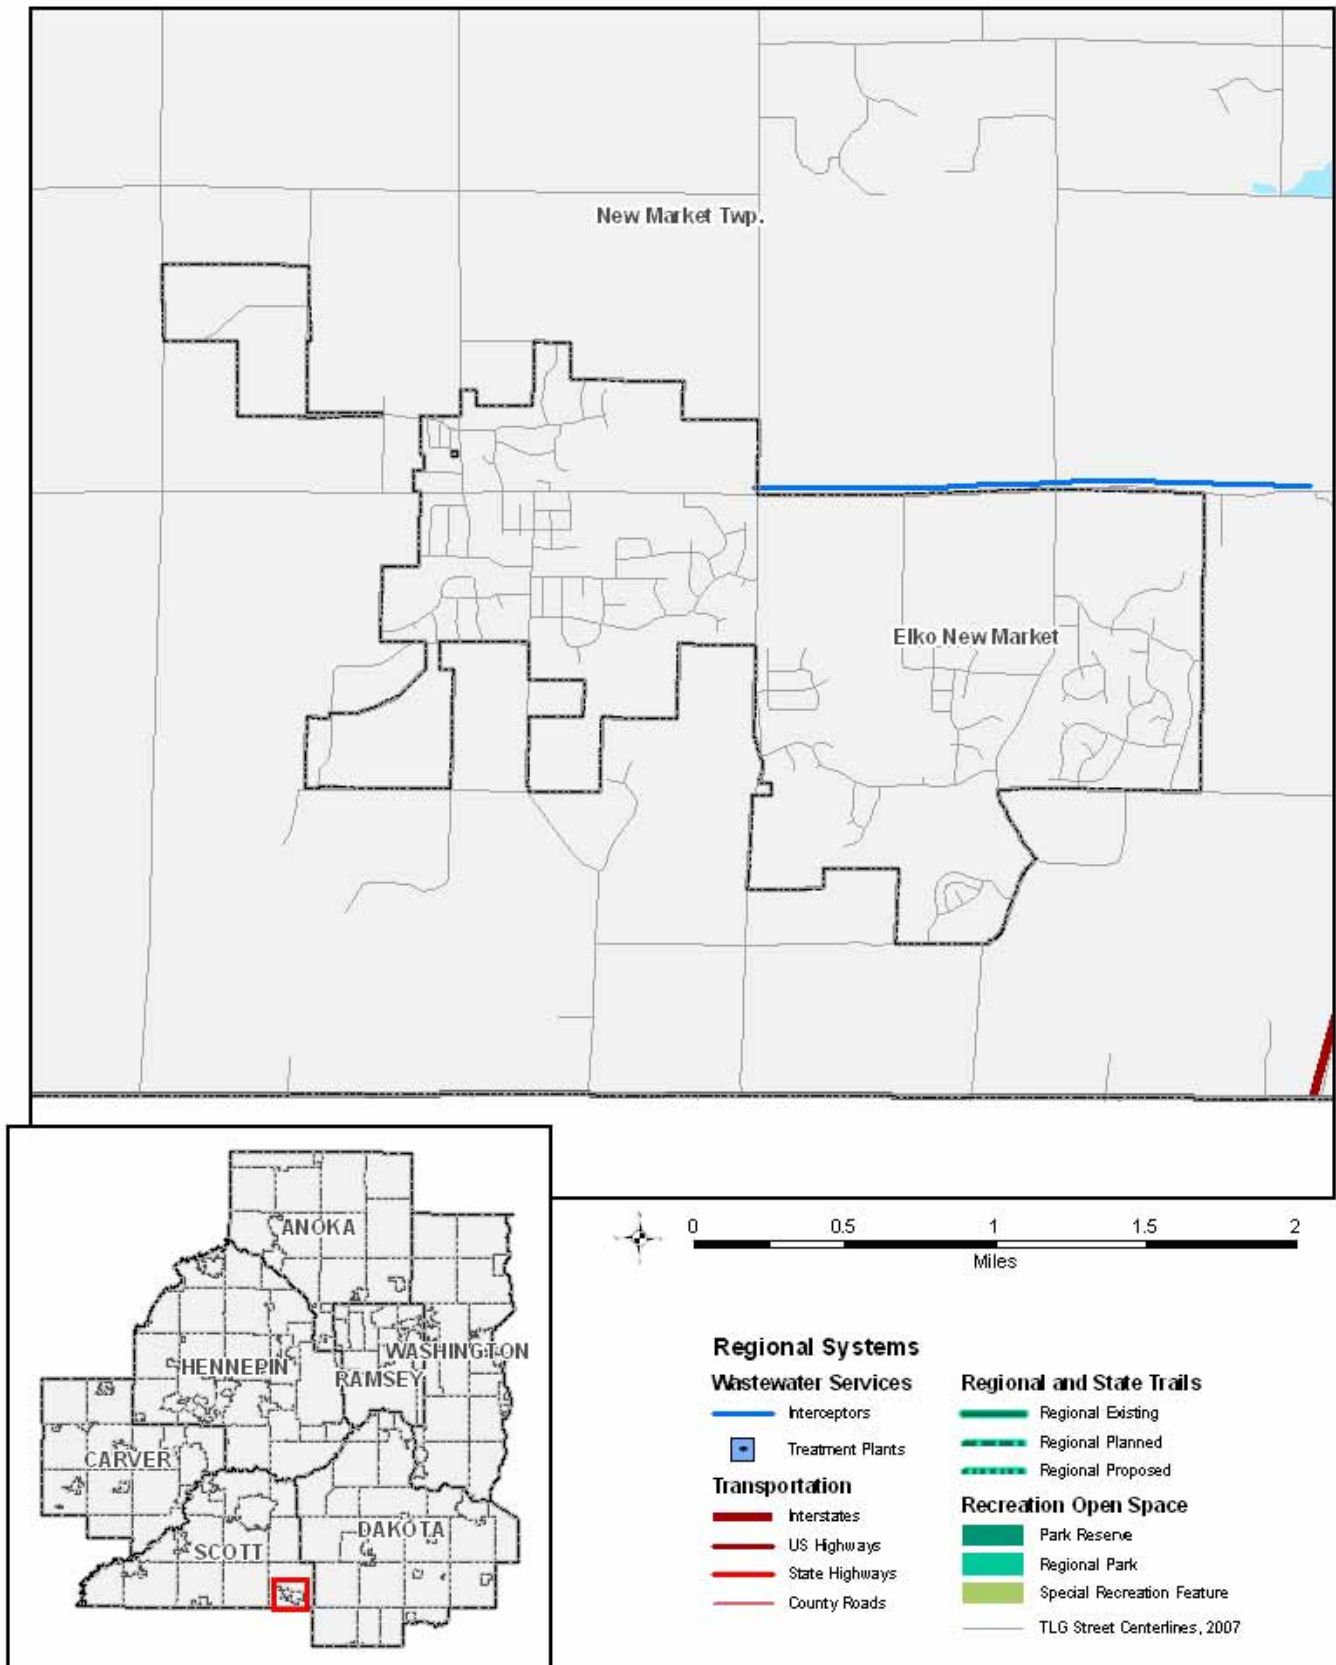 New Market Twp.
Elko New Market
ANOKA
WASHINGTON
HENNEPIN
RAMSEY
CARVER
DAKOTA
SCOTT
0 0.5 1 1.5 2
Miles
Regional Systems
Wastewater Services
Interceptors
Treatment Plants
Transportation
Interstates
US Highways
State Highways
County Roads
Regional and State Trails
Regional Existing
Regional Planned
Regional Proposed
Recreation Open Space
Park Reserve
Regional Park
Special Recreation Feature
TLG Street Centerlines, 2007